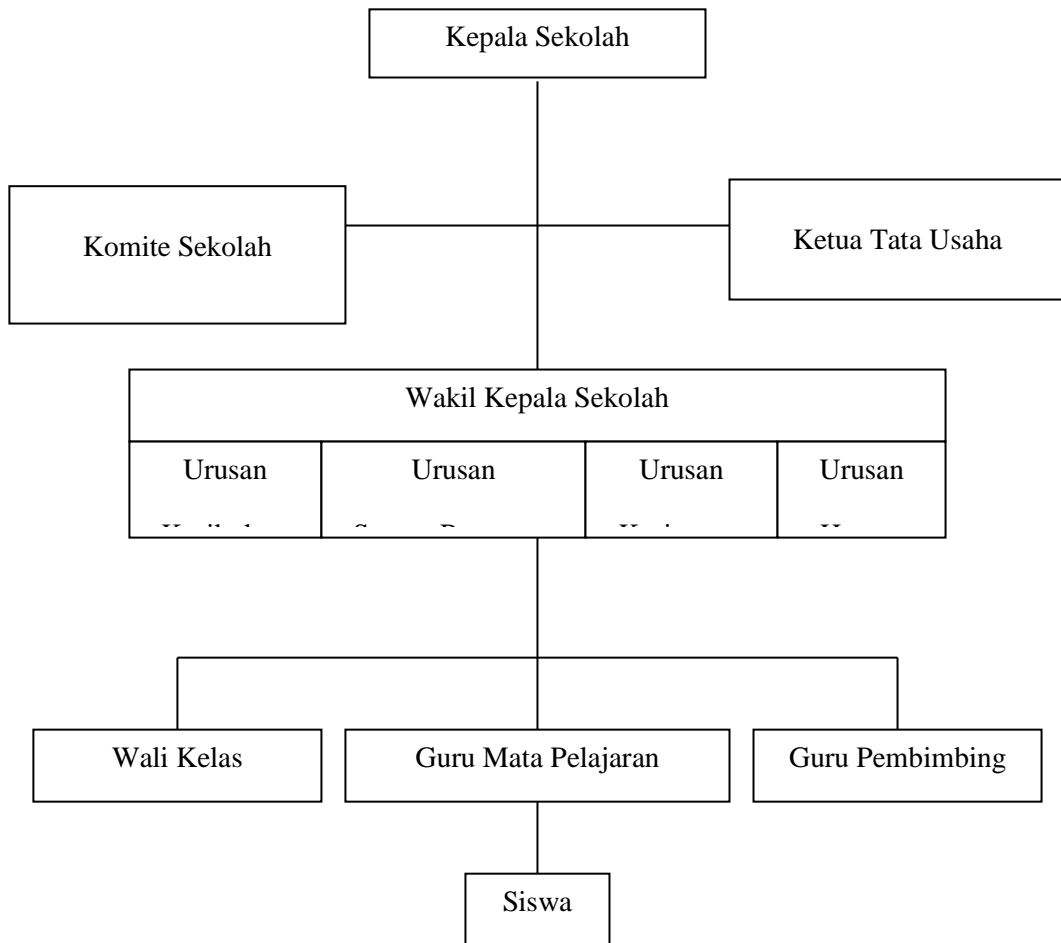 Kepala Sekolah
Komite Sekolah
Ketua Tata Usaha
Wakil Kepala Sekolah
Urusan
Urusan
Urusan
Urusan
Wali Kelas
Guru Mata Pelajaran
Guru Pembimbing
Siswa